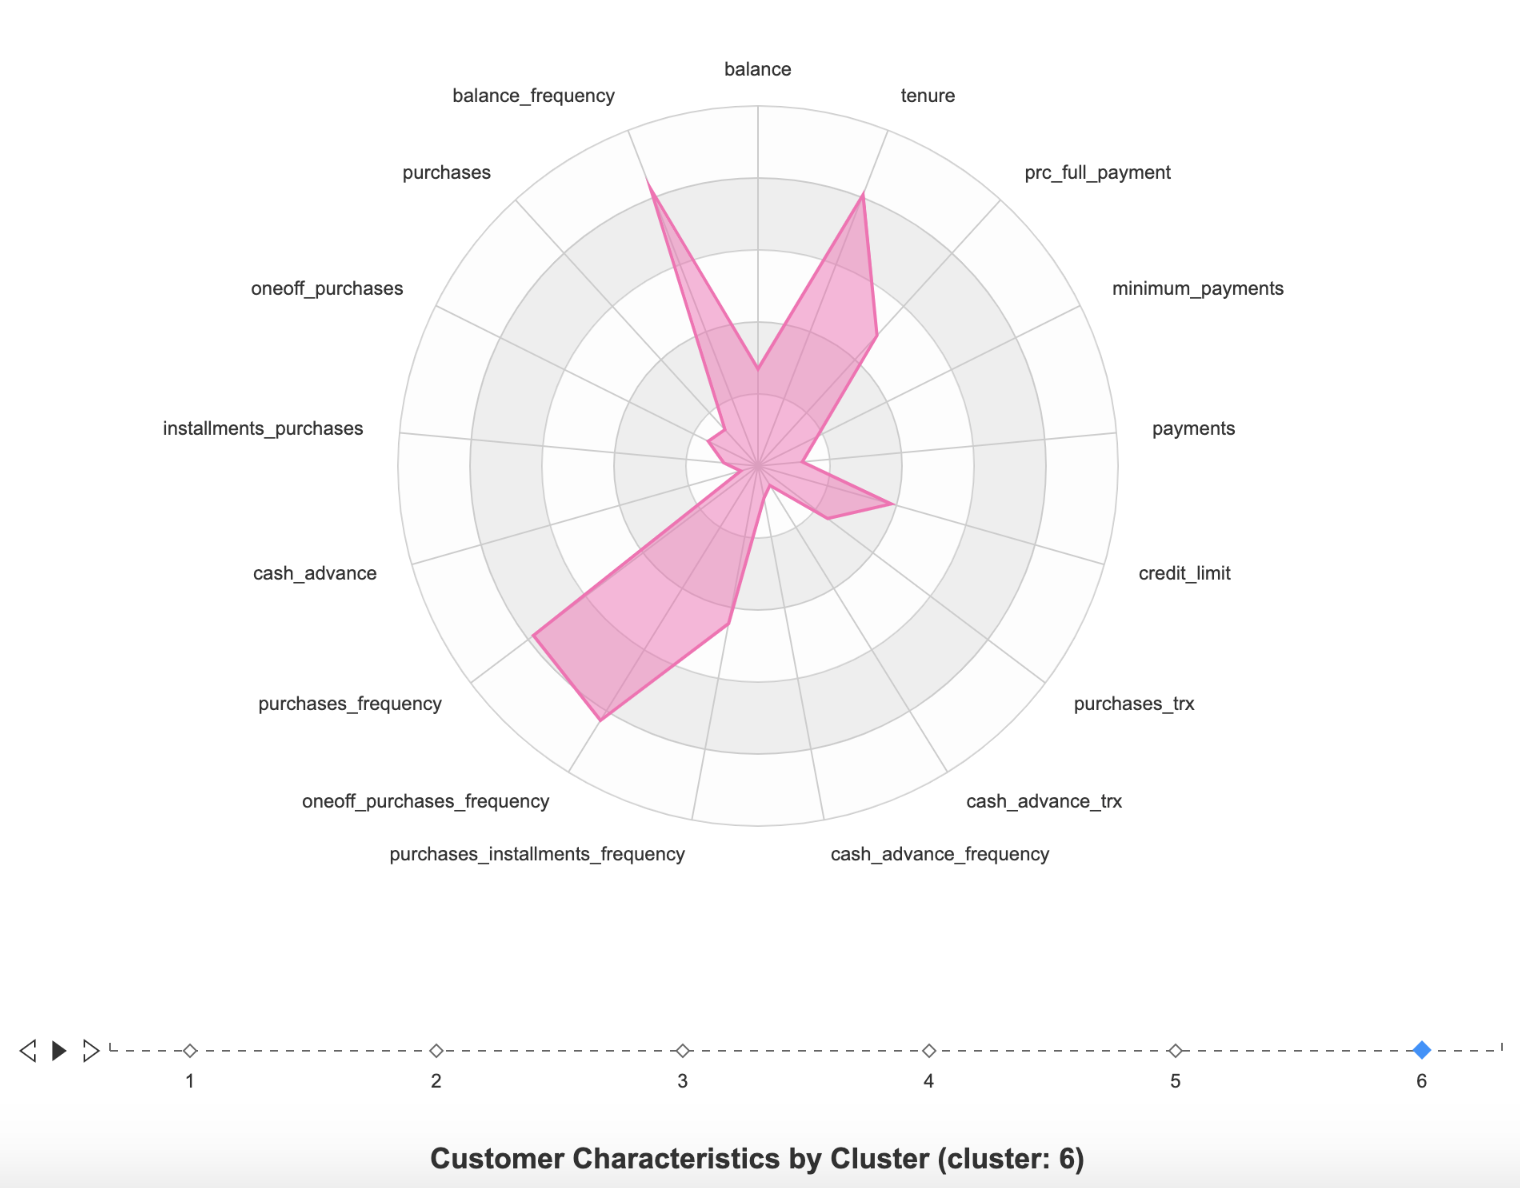 balance
balance_frequency
tenure
purchases
prc_full_payment
oneoff_purchases
minimum_payments
installments_purchases
payments
cash_advance
credit_limit
purchases_frequency
purchases_trx
oneoff_purchases_frequency
cash_advance_trx
purchases_installments_frequency
cash_advance_frequency
1 2 3 4 5 6
Customer Characteristics by Cluster (cluster: 6)